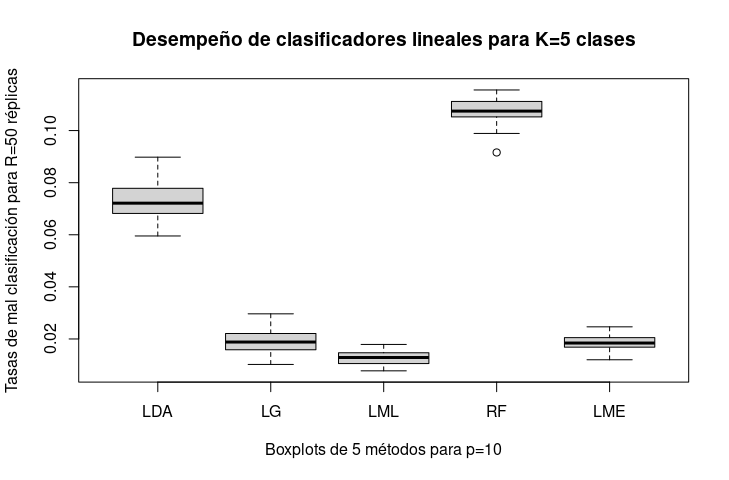 Desempeño de clasificadores lineales para K=5 clases
Tasas de mal clasificación para R=50 réplicas
0.10
0.08
0.06
0.04
0.02
LDA LG LML RF LME
Boxplots de 5 métodos para p=10